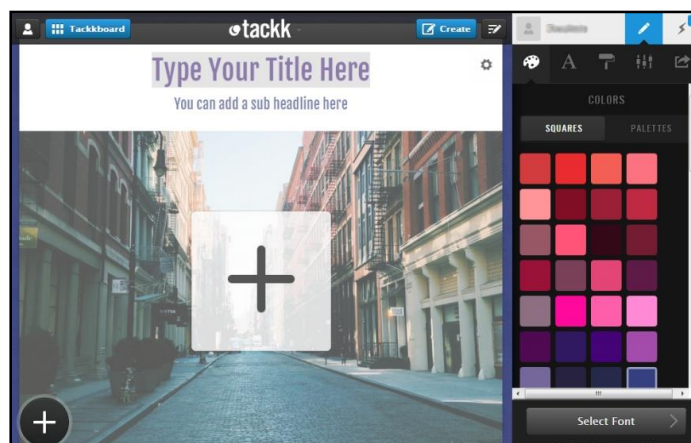 Tackkboard
tackk
Create
Type Your Title Here
You can add a sub headline here
COLORS
SQUARES
PALETTES
Select Font